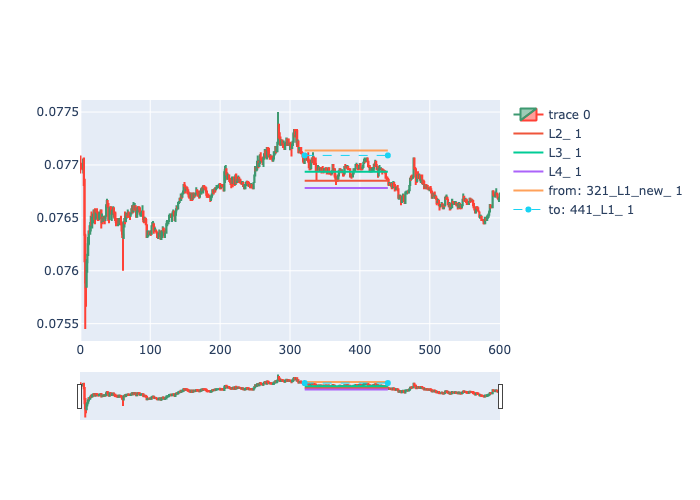 0.0775
0.077
0.0765
0.076
0.0755
0 100 200 300 400 500 600
trace 0
L2_ 1
L3_ 1
L4_ 1
from: 321_L1_new_ 1
to: 441_L1_ 1